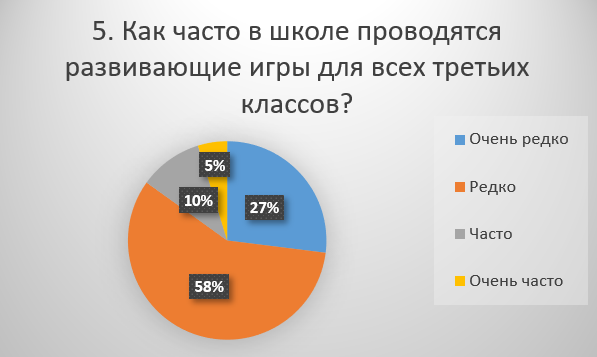 5. Как часто в школе проводятся
развивающие игры для всех третьих
классов?
5%
10%
27%
58%
Очень редко
Редко
Часто
Очень часто